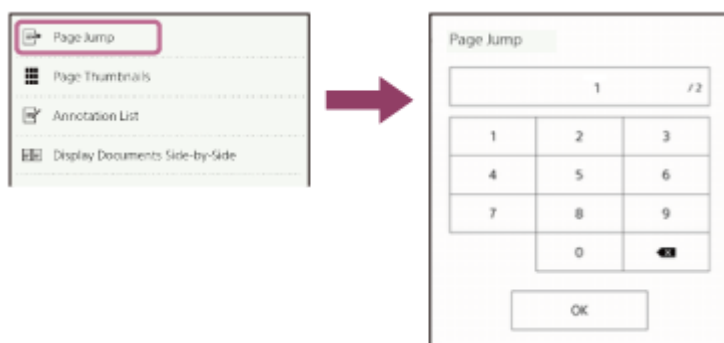 Page Jump
Page Thumbnails
Annotation List
Display Documents Side-by-Side
Page Jump
1 /2
1 2 3
4 5 6
7 8 9
0
OK